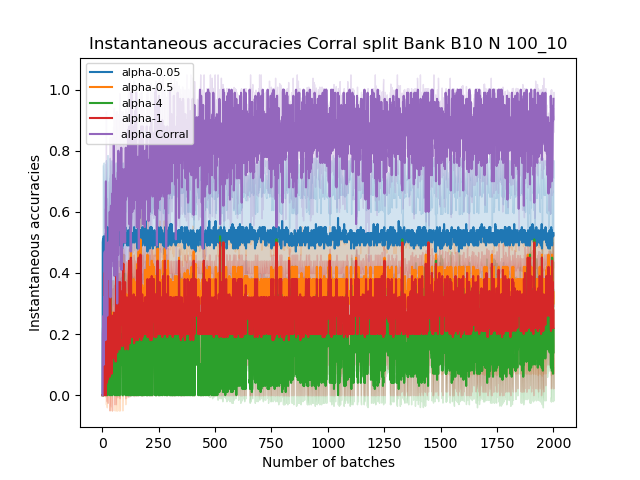 Instantaneous accuracies Corral split Bank B10 N 100_10
alpha-0.05
alpha-0.5
alpha-4
alpha-1
alpha Corral
1.0
0.8
0.6
0.4
0.2
0.0
Instantaneous accuracies
0 250 500 750 1000 1250 1500 1750 2000
Number of batches